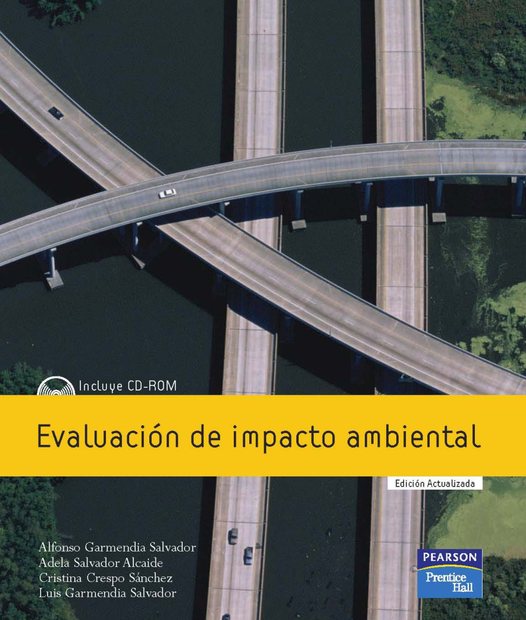 Incluye CD-ROM
Evaluación de impacto ambiental
Edición Actualizada
Alfonso Garmendia Salvador
Adela Salvador Alcaide
Cristina Crespo Sánchez
Luis Garmendia Salvador
PEARSON
Prentice
Hall